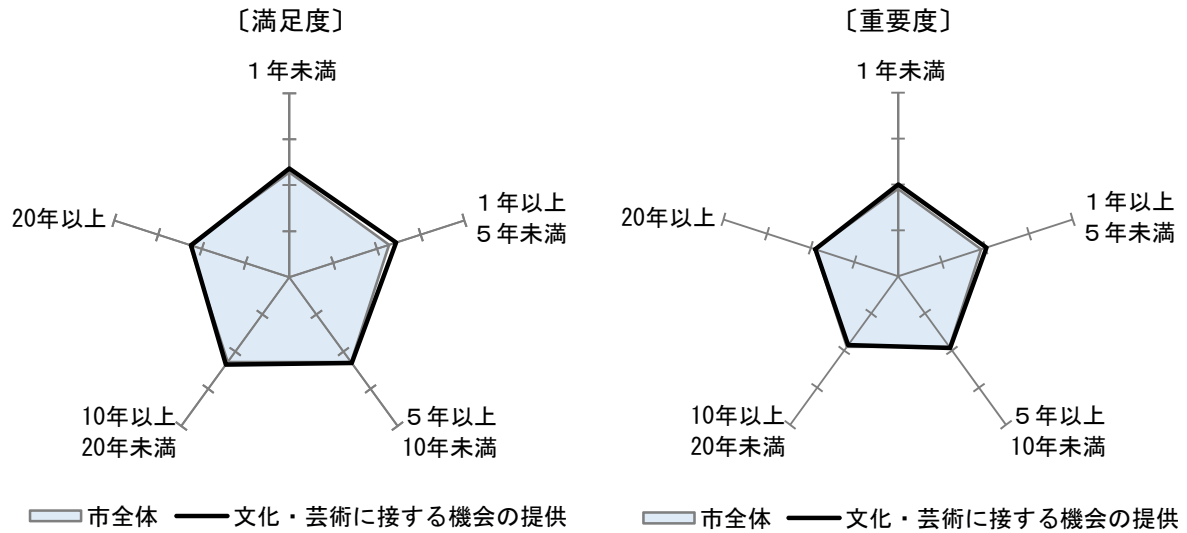 〔満足度〕
１年未満
１年以上
５年未満
５年以上
10年未満
10年以上
20年未満
20年以上
市全体
文化・芸術に接する機会の提供
〔重要度〕
１年未満
１年以上
５年未満
５年以上
10年未満
10年以上
20年未満
20年以上
市全体
文化・芸術に接する機会の提供